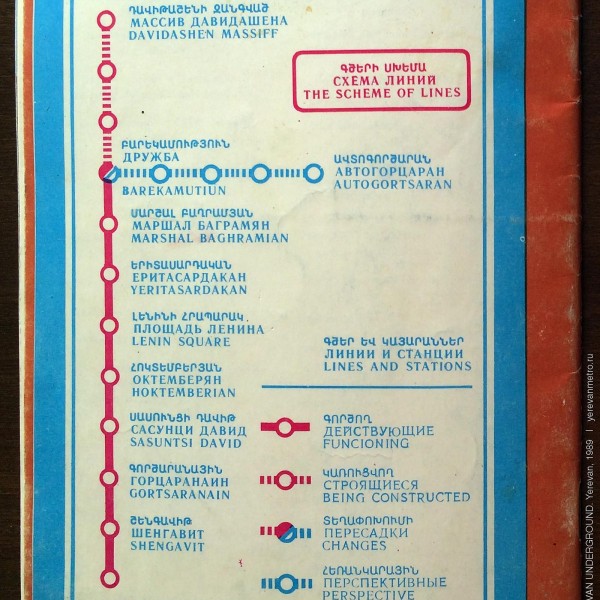 ԴԱՎԻԹԱՇԵՆԻ ԶԱՆԳՎԱԾ
МАССИВ ДАВИДАШЕНА
DAVIDASHEN MASSIFF
ԳԾԵՐԻ ՍԽԵՄԱ
СХЕМА ЛИНИЙ
THE SCHEME OF LINES
ԲԱՐԵԿԱՄՈՒԹՅՈՒՆ
ДРУЖБА
BAREKAMUTIUN
ԱՎՏՈԳՈՐԾԱՐԱՆ
АВТОГОРЦАРАН
AUTOGORTSARAN
ՄԱՐՇԱԼ ԲԱՂՐԱՄՅԱՆ
МАРШАЛ БАГРАМЯН
MARSHAL BAGHRAMIAN
ԵՐԻՏԱՍԱՐԴԱԿԱՆ
ЕРИТАСАРДАКАН
YERITASARDAKAN
ԼԵՆԻՆԻ ՀՐԱՊԱՐԱԿ
ПЛОЩАДЬ ЛЕНИНА
LENIN SQUARE
ՀՈԿՏԵՄԲԵՐՅԱՆ
ОКТЕМБЕРЯН
HOKTEMBERIAN
ՍԱՍՈՒՆՑԻ ԴԱՎԻԹ
САСУНЦИ ДАВИД
SASUNTSI DAVID
ԳՈՐԾԱՐԱՆԱՅԻՆ
ГОРЦАРАНАИН
GORTSARANAIN
ՇԵՆԳԱՎԻԹ
ШЕНГАВИТ
SHENGAVIT
ԳԾԵՐ ԵՎ ԿԱՅԱՐԱՆՆԵՐ
ЛИНИИ И СТАНЦИИ
LINES AND STATIONS
ԳՈՐԾՈՂ
ДЕЙСТВУЮЩИЕ
FUNCIONING
ԿԱՌՈՒՑՎՈՂ
СТРОЯЩИЕСЯ
BEING CONSTRUCTED
ՏԵՂԱՓՈԽՈՒՄԻ
ПЕРЕСАДКИ
CHANGES
ՀԵՌԱՆԿԱՐԱՅԻՆ
ПЕРСПЕКТИВНЫЕ
PERSPECTIVE
VAN UNDERGROUND. Yerevan, 1989 | yerevanmetro.ru